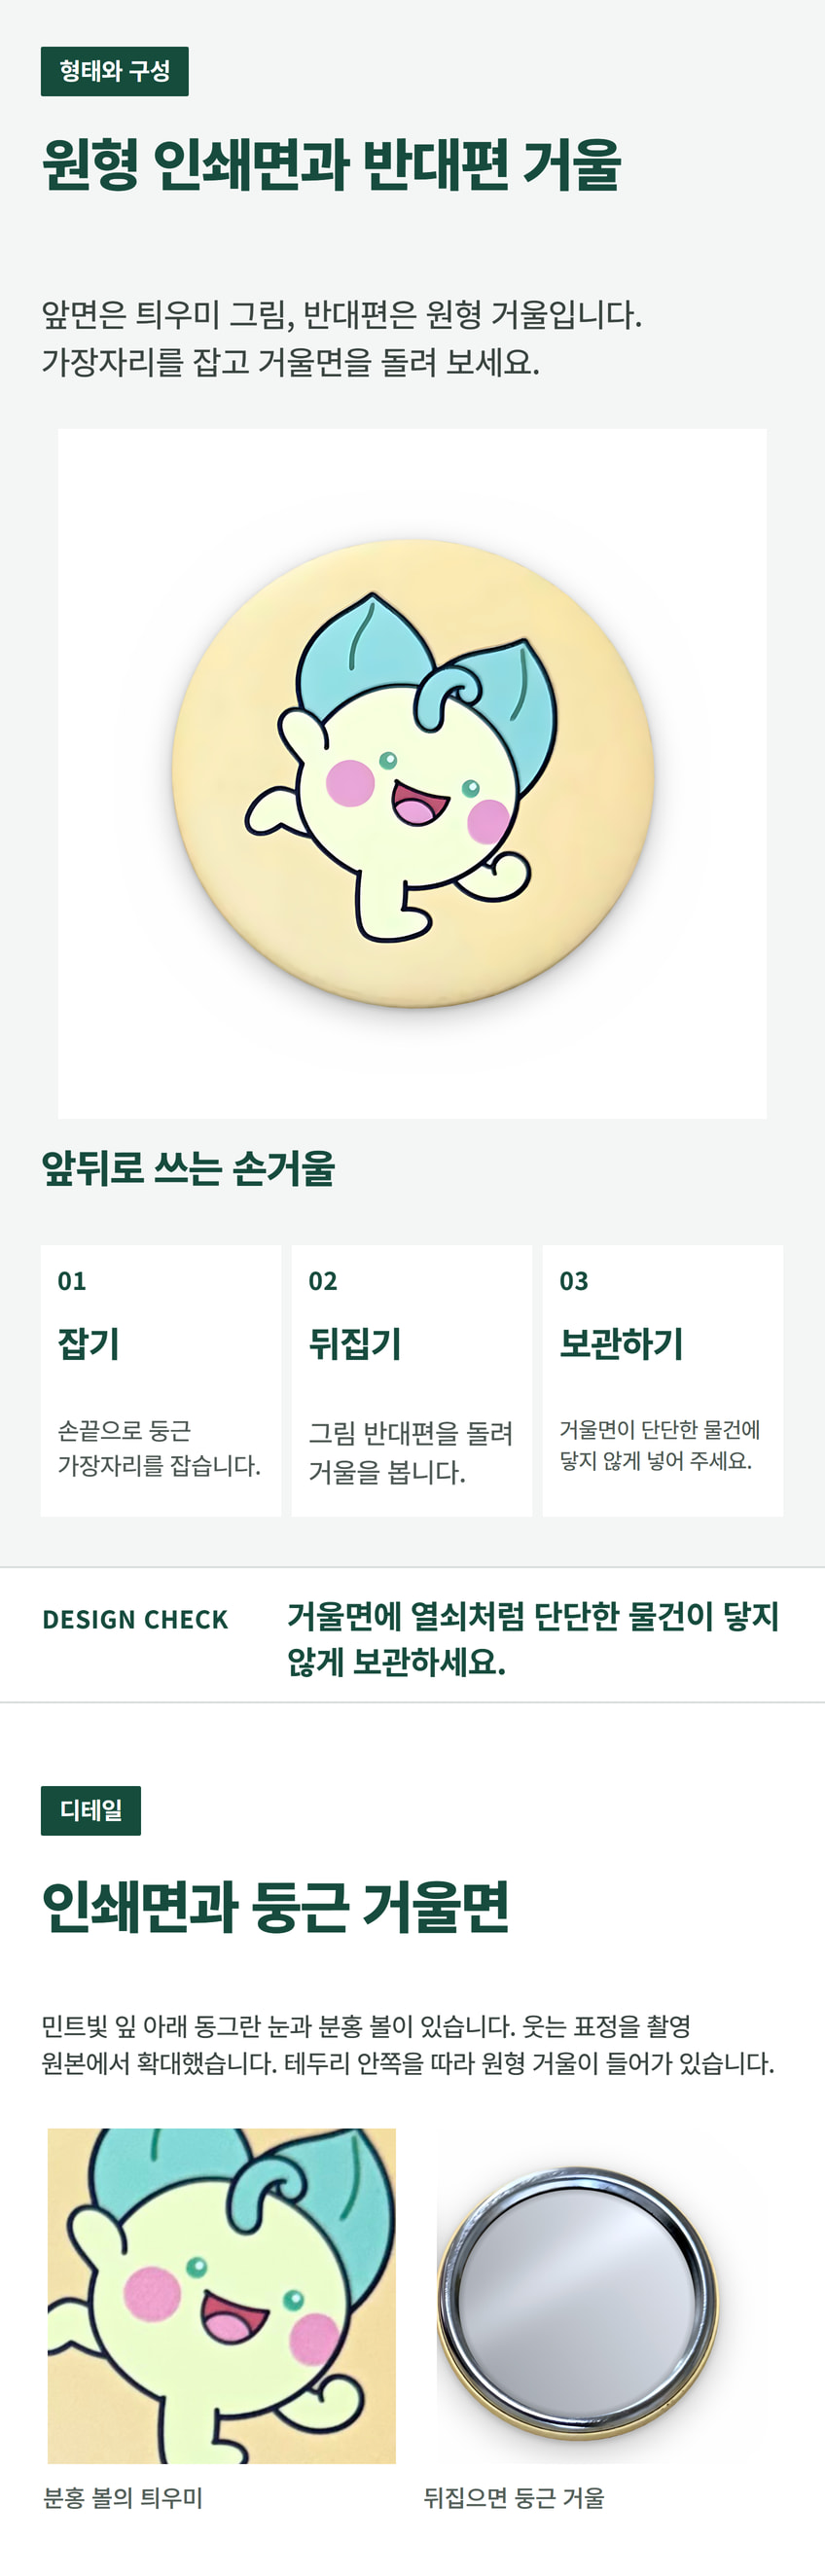 형태와 구성
원형 인쇄면과 반대편 거울
앞면은 틔우미 그림, 반대편은 원형 거울입니다.
가장자리를 잡고 거울면을 돌려 보세요.
앞뒤로 쓰는 손거울
01
잡기
손끝으로 둥근
가장자리를 잡습니다.
02
뒤집기
그림 반대편을 돌려
거울을 봅니다.
03
보관하기
거울면이 단단한 물건에
닿지 않게 넣어 주세요.
DESIGN CHECK
거울면에 열쇠처럼 단단한 물건이 닿지
않게 보관하세요.
디테일
인쇄면과 둥근 거울면
민트빛 잎 아래 동그란 눈과 분홍 볼이 있습니다. 웃는 표정을 촬영
원본에서 확대했습니다. 테두리 안쪽을 따라 원형 거울이 들어가 있습니다.
분홍 볼의 틔우미
뒤집으면 둥근 거울